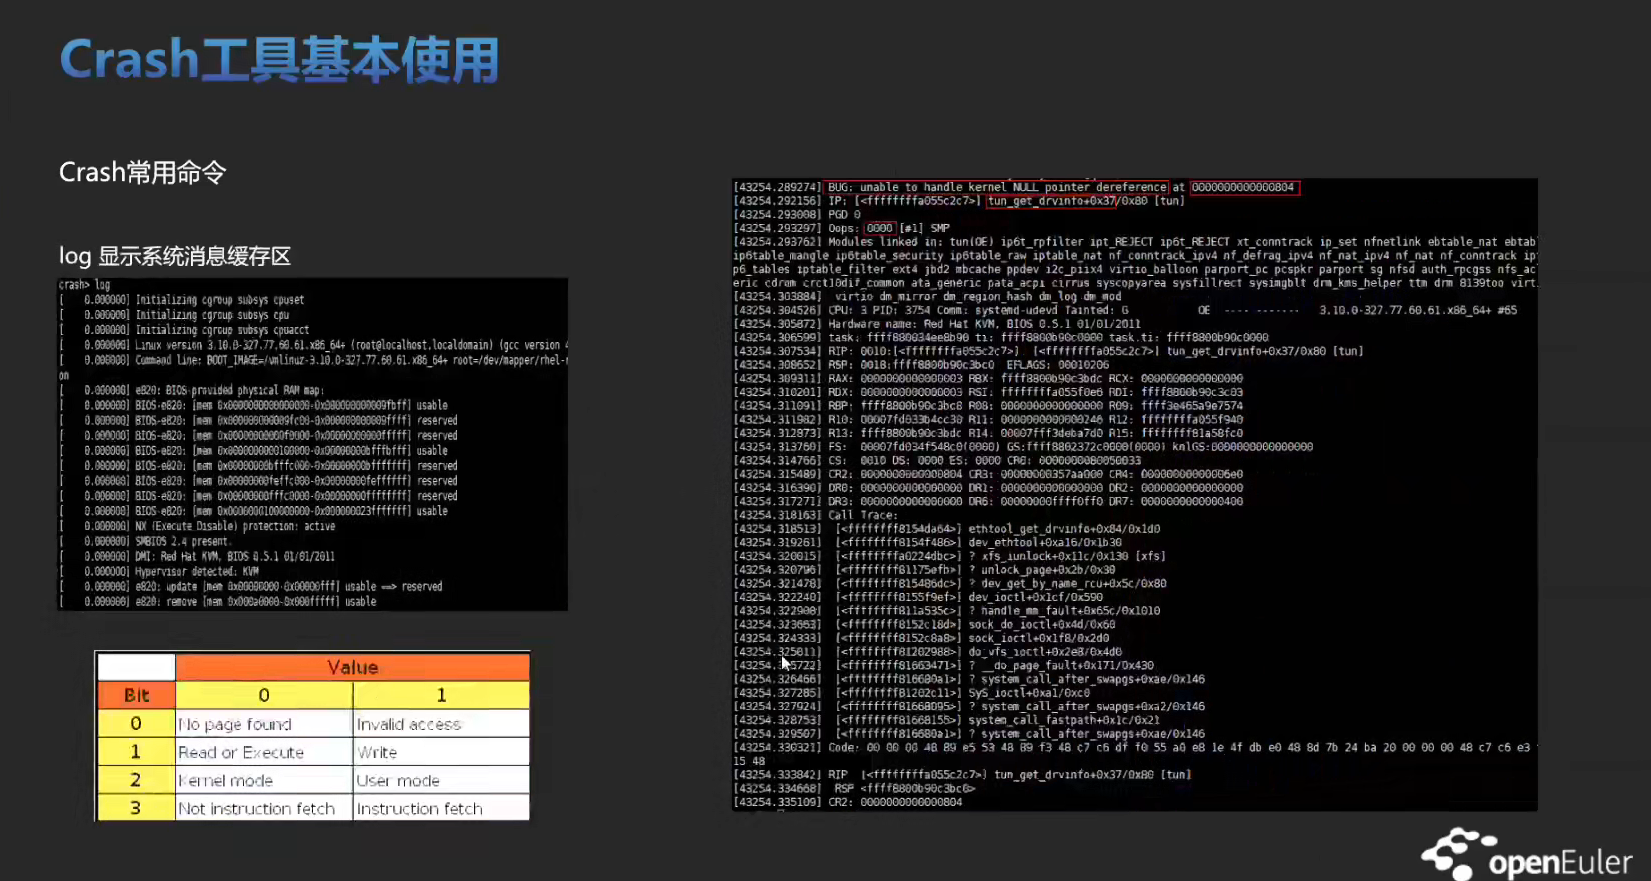 Crash工具基本使用
Crash常用命令
log 显示系统消息缓存区
crash> log
[    0.000000] Initializing cgroup subsys cpuset
[    0.000000] Initializing cgroup subsys cpu
[    0.000000] Initializing cgroup subsys cpuacct
[    0.000000] Linux version 3.10.0-327.77.60.61.x86_64+ (root@localhost.localdomain) (gcc version 4
[    0.000000] Command line: BOOT_IMAGE=/vmlinuz-3.10.0-327.77.60.61.x86_64+ root=/dev/mapper/rhel-r
on
[    0.000000] e820: BIOS-provided physical RAM map:
[    0.000000] BIOS-e820: [mem 0x0000000000000000-0x000000000009fbff] usable
[    0.000000] BIOS-e820: [mem 0x000000000009fc00-0x000000000009ffff] reserved
[    0.000000] BIOS-e820: [mem 0x00000000000f0000-0x00000000000fffff] reserved
[    0.000000] BIOS-e820: [mem 0x0000000000100000-0x00000000bfffbfff] usable
[    0.000000] BIOS-e820: [mem 0x00000000bfffc000-0x00000000bfffffff] reserved
[    0.000000] BIOS-e820: [mem 0x00000000feffc000-0x00000000feffffff] reserved
[    0.000000] BIOS-e820: [mem 0x00000000fffc0000-0x00000000ffffffff] reserved
[    0.000000] BIOS-e820: [mem 0x0000000100000000-0x000000023fffffff] usable
[    0.000000] NX (Execute Disable) protection: active
[    0.000000] SMBIOS 2.4 present.
[    0.000000] DMI: Red Hat KVM, BIOS 0.5.1 01/01/2011
[    0.000000] Hypervisor detected: KVM
[    0.000000] e820: update [mem 0x00000000-0x00000fff] usable ==> reserved
[    0.000000] e820: remove [mem 0x000a0000-0x000fffff] usable
Value
Bit 0 1
0 No page found Invalid access
1 Read or Execute Write
2 Kernel mode User mode
3 Not instruction fetch Instruction fetch
[43254.289274] BUG: unable to handle kernel NULL pointer dereference at 0000000000000804
[43254.292156] IP: [<ffffffffa055c2c7>] tun_get_drvinfo+0x37/0x80 [tun]
[43254.293008] PGD 0
[43254.293297] Oops: 0000 [#1] SMP
[43254.293762] Modules linked in: tun(OE) ip6t_rpfilter ipt_REJECT ip6t_REJECT xt_conntrack ip_set nfnetlink ebtable_nat ebtab
ip6table_mangle ip6table_security ip6table_raw iptable_nat nf_conntrack_ipv4 nf_defrag_ipv4 nf_nat_ipv4 nf_nat nf_conntrack ip
p6_tables iptable_filter ext4 jbd2 mbcache ppdev i2c_piix4 virtio_balloon parport_pc pcspkr parport sg nfsd auth_rpcgss nfs_ac
eric cdrom crct10dif_common ata_generic pata_acpi cirrus syscopyarea sysfillrect sysimgblt drm_kms_helper ttm drm 8139too virt
[43254.303884]  virtio dm_mirror dm_region_hash dm_log dm_mod
[43254.304526] CPU: 3 PID: 3754 Comm: systemd-udevd Tainted: G OE ---- ------- 3.10.0-327.77.60.61.x86_64+ #65
[43254.305872] Hardware name: Red Hat KVM, BIOS 0.5.1 01/01/2011
[43254.306599] task: ffff880034ee8b90 ti: ffff8800b90c0000 task.ti: ffff8800b90c0000
[43254.307534] RIP: 0010:[<ffffffffa055c2c7>]  [<ffffffffa055c2c7>] tun_get_drvinfo+0x37/0x80 [tun]
[43254.308652] RSP: 0018:ffff8800b90c3bc0  EFLAGS: 00010206
[43254.309311] RAX: 0000000000000003 RBX: ffff8800b90c3bdc RCX: 0000000000000000
[43254.310201] RDX: 0000000000000003 RSI: ffffffffa055f0e6 RDI: ffff8800b90c3c03
[43254.311091] RBP: ffff8800b90c3bc8 R08: 0000000000000000 R09: ffff3e465a9e7574
[43254.311982] R10: 00007fd033b4cc30 R11: 0000000000000246 R12: ffffffffa055f940
[43254.312873] R13: ffff8800b90c3bdc R14: 00007fff3deba7d0 R15: ffffffff81a58fc0
[43254.313760] FS:  00007fd034f548c0(0000) GS:ffff8802372c0000(0000) knlGS:0000000000000000
[43254.314766] CS:  0010 DS: 0000 ES: 0000 CR0: 0000000080050033
[43254.315489] CR2: 0000000000000804 CR3: 00000000357aa000 CR4: 00000000000006e0
[43254.316390] DR0: 0000000000000000 DR1: 0000000000000000 DR2: 0000000000000000
[43254.317271] DR3: 0000000000000000 DR6: 00000000ffff0ff0 DR7: 0000000000000400
[43254.318163] Call Trace:
[43254.318513]  [<ffffffff8154da64>] ethtool_get_drvinfo+0x84/0x1d0
[43254.319261]  [<ffffffff8154f486>] dev_ethtool+0xa16/0x1b30
[43254.320015]  [<ffffffffa0224dbc>] ? xfs_iunlock+0x11c/0x130 [xfs]
[43254.320796]  [<ffffffff81175efb>] ? unlock_page+0x2b/0x30
[43254.321478]  [<ffffffff815486dc>] ? dev_get_by_name_rcu+0x5c/0x80
[43254.322240]  [<ffffffff8155f9ef>] dev_ioctl+0x1cf/0x590
[43254.322900]  [<ffffffff811a535c>] ? handle_mm_fault+0x65c/0x1010
[43254.323663]  [<ffffffff8152c18d>] sock_do_ioctl+0x4d/0x60
[43254.324333]  [<ffffffff8152c8a8>] sock_ioctl+0x1f8/0x2d0
[43254.325011]  [<ffffffff81202988>] do_vfs_ioctl+0x2e8/0x4d0
[43254.325722]  [<ffffffff81663471>] ? __do_page_fault+0x171/0x430
[43254.326466]  [<ffffffff816680a1>] ? system_call_after_swapgs+0xae/0x146
[43254.327285]  [<ffffffff81202c11>] SyS_ioctl+0xa1/0xc0
[43254.327924]  [<ffffffff81668095>] ? system_call_after_swapgs+0xa2/0x146
[43254.328753]  [<ffffffff81668155>] system_call_fastpath+0x1c/0x21
[43254.329507]  [<ffffffff816680a1>] ? system_call_after_swapgs+0xae/0x146
[43254.330321] Code: 00 00 00 48 89 e5 53 48 89 f3 48 c7 c6 df f0 55 a0 e8 1e 4f db e0 48 8d 7b 24 ba 20 00 00 00 48 c7 c6 e3
15 48
[43254.333842] RIP  [<ffffffffa055c2c7>] tun_get_drvinfo+0x37/0x80 [tun]
[43254.334668]  RSP <ffff8800b90c3bc0>
[43254.335109] CR2: 0000000000000804
openEuler